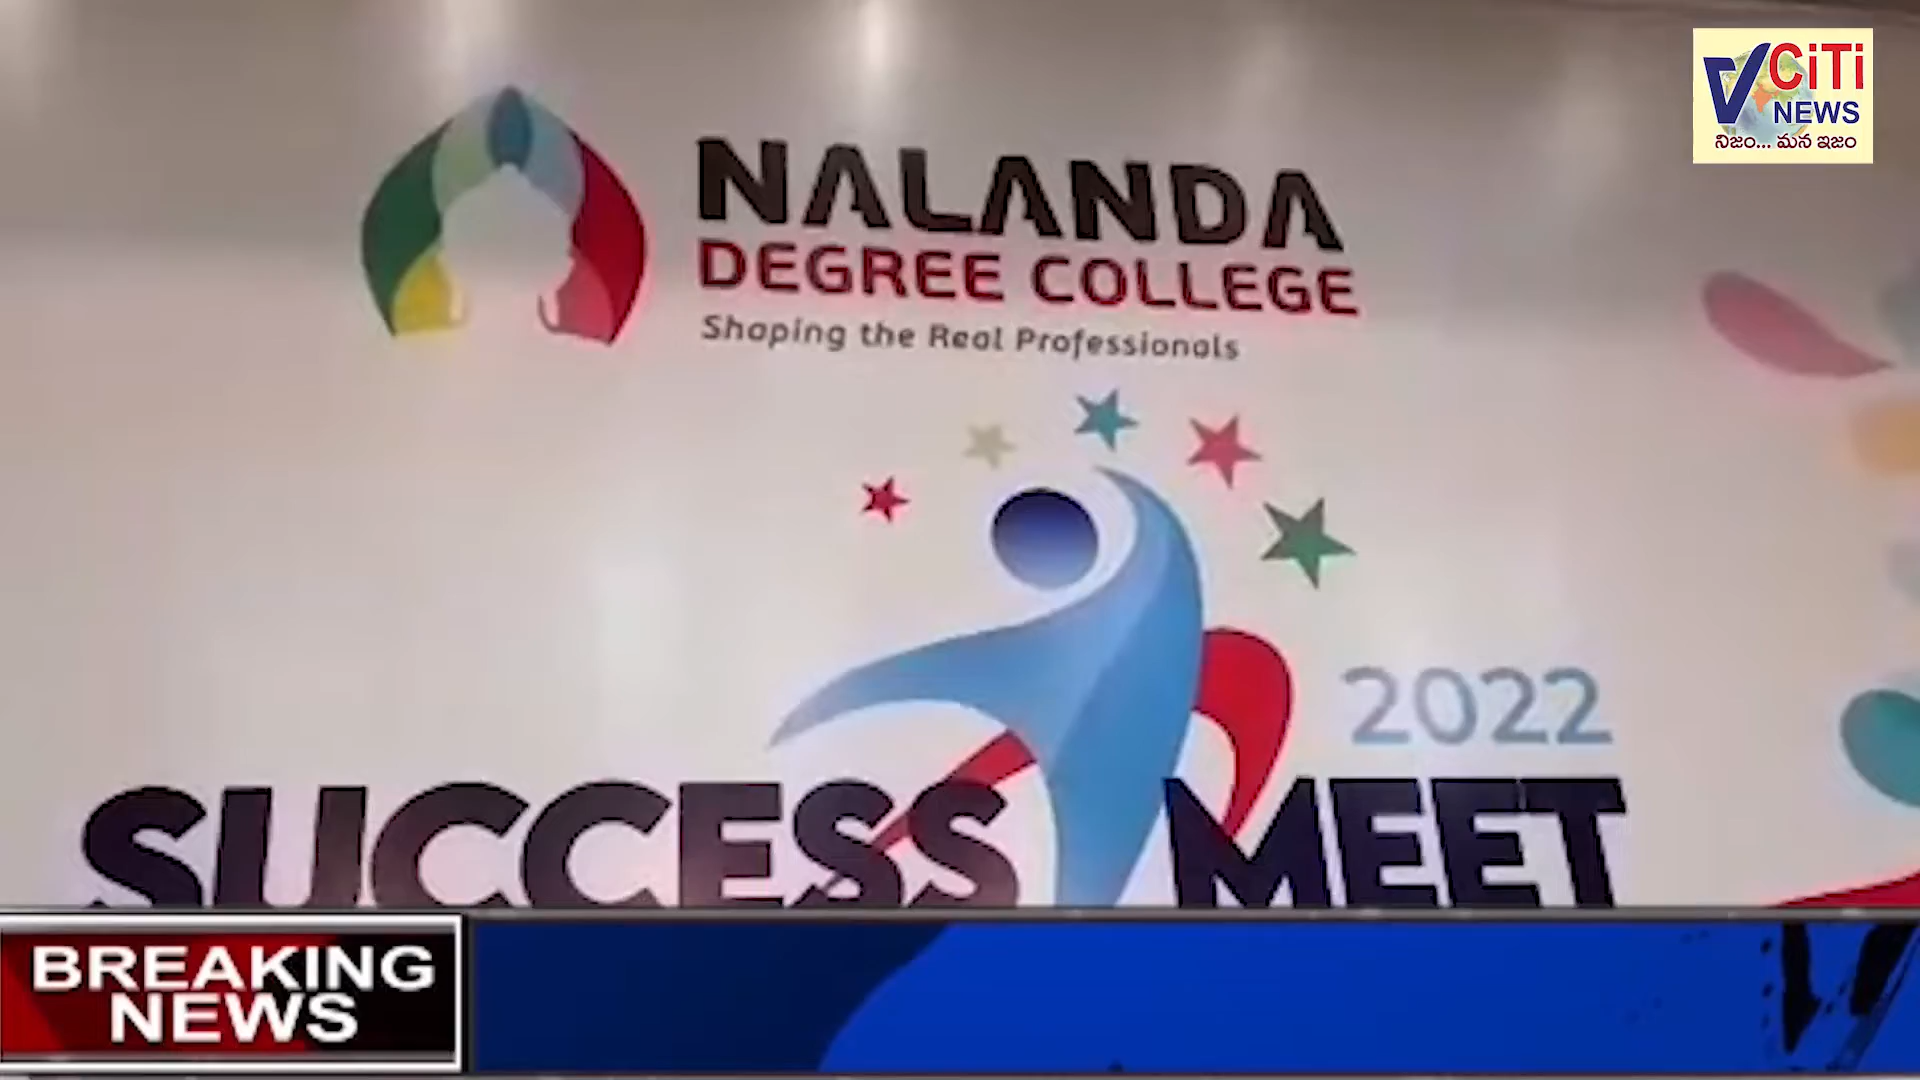 CiTi
NEWS
నిజం... మన ఇజం
NALANDA
DEGREE COLLEGE
Shaping the Real Professionals
2022
SUCCESS MEET
BREAKING
NEWS